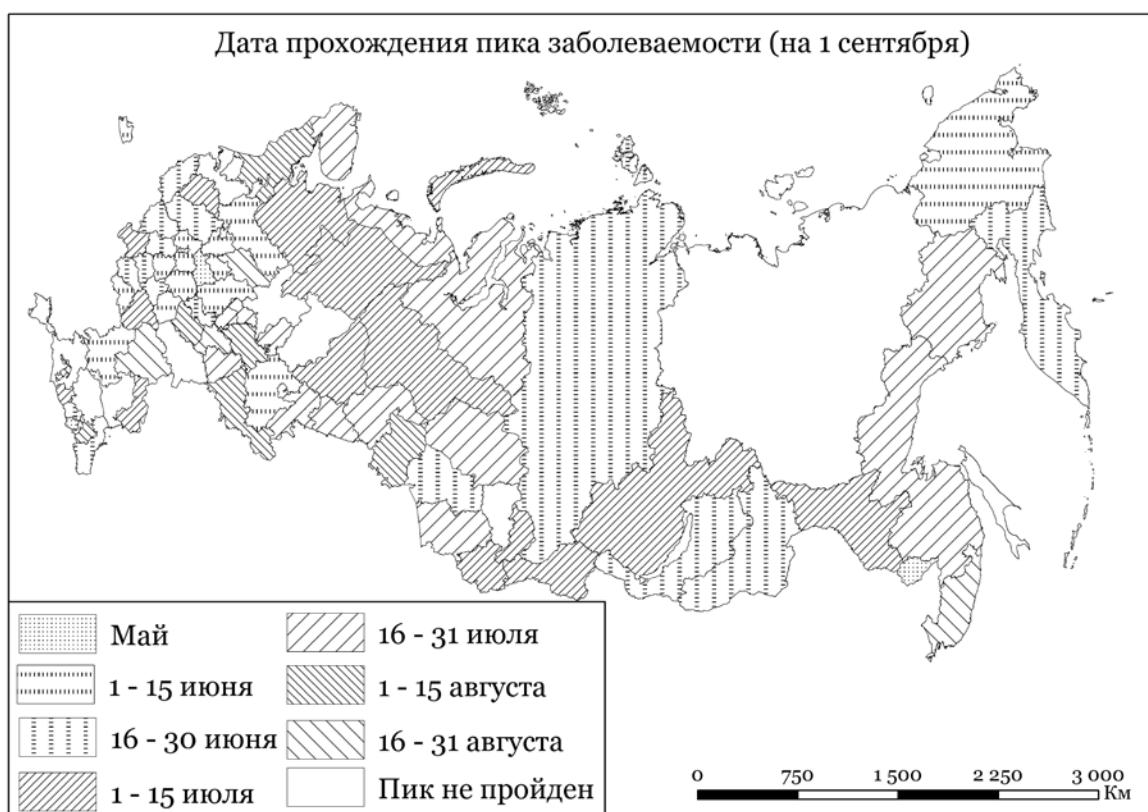 Дата прохождения пика заболеваемости (на 1 сентября)
Май
1 - 15 июня
16 - 30 июня
1 - 15 июля
16 - 31 июля
1 - 15 августа
16 - 31 августа
Пик не пройден
0 750 1 500 2 250 3 000
Км